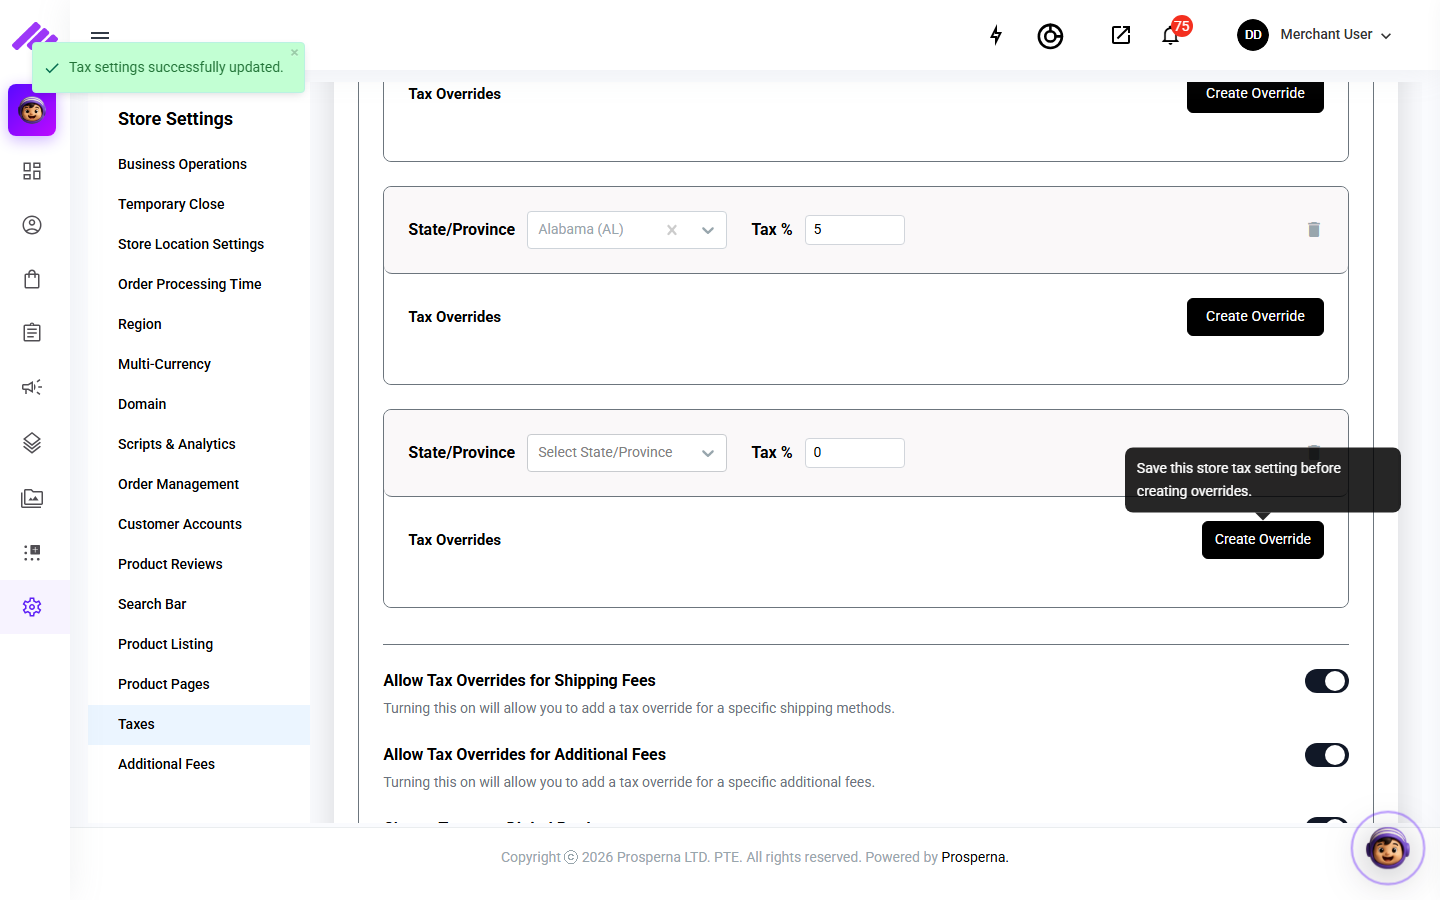 75
DD
Merchant User
Tax settings successfully updated.
×
Store Settings
Business Operations
Temporary Close
Store Location Settings
Order Processing Time
Region
Multi-Currency
Domain
Scripts & Analytics
Order Management
Customer Accounts
Product Reviews
Search Bar
Product Listing
Product Pages
Taxes
Additional Fees
Tax Overrides
Create Override
State/Province
Alabama (AL)
Tax %
5
Tax Overrides
Create Override
State/Province
Select State/Province
Tax %
0
Save this store tax setting before
creating overrides.
Tax Overrides
Create Override
Allow Tax Overrides for Shipping Fees
Turning this on will allow you to add a tax override for a specific shipping methods.
Allow Tax Overrides for Additional Fees
Turning this on will allow you to add a tax override for a specific additional fees.
Copyright © 2026 Prosperna LTD. PTE. All rights reserved. Powered by Prosperna.